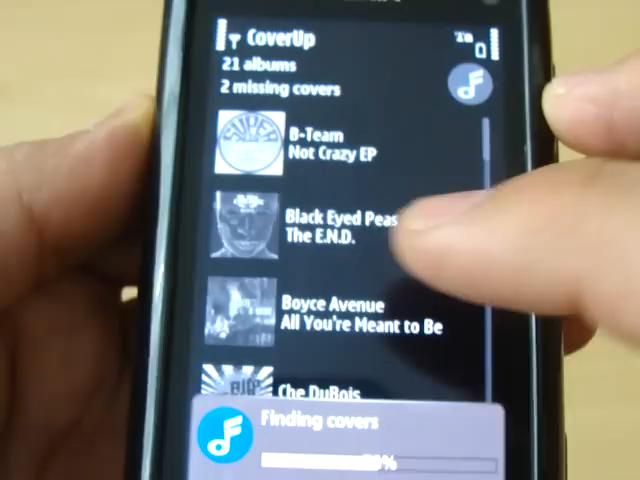 CoverUp
21 albums
2 missing covers
SUPER
B-Team
Not Crazy EP
Black Eyed Peas
The E.N.D.
Boyce Avenue
All You're Meant to Be
Che DuBois
Finding covers